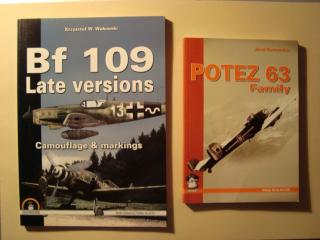 Krzysztof W. Wołowski
Bf 109
Late versions
13
Camouflage & markings
POTEZ 63
Family